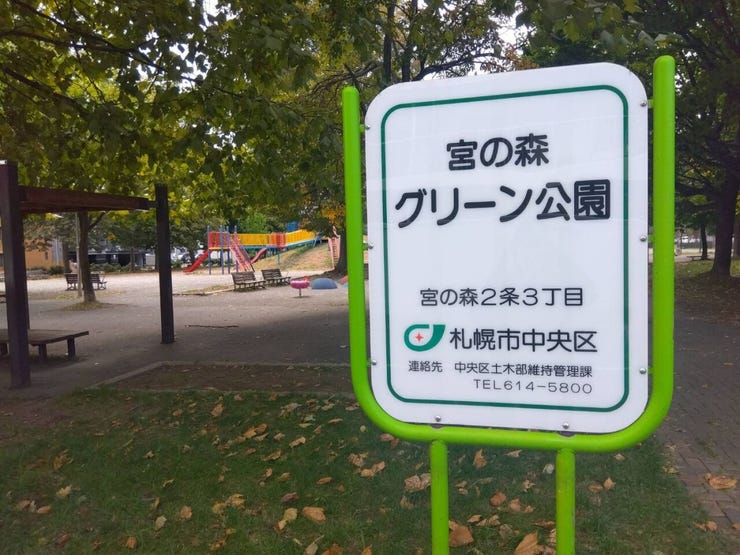 宮の森
グリーン公園
宮の森2条3丁目
札幌市中央区
連絡先 中央区土木部維持管理課
TEL614-5800